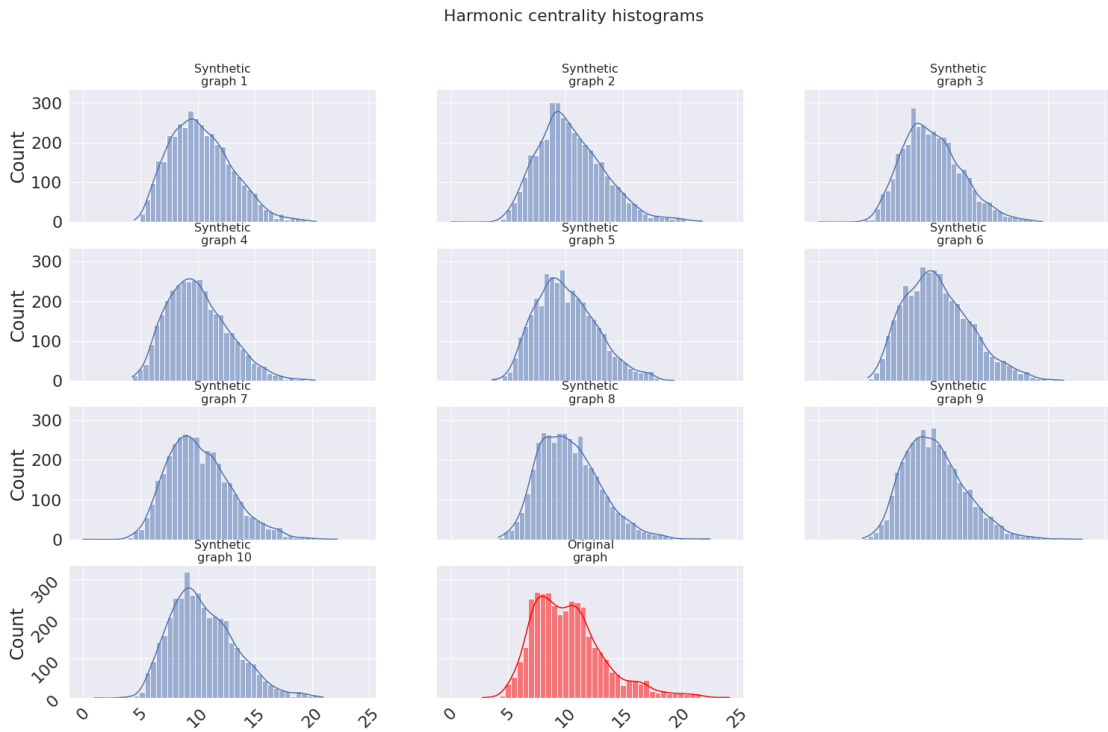 Harmonic centrality histograms
Synthetic
graph 1
Synthetic
graph 2
Synthetic
graph 3
300
200
100
0
Count
Synthetic
graph 4
Synthetic
graph 5
Synthetic
graph 6
300
200
100
0
Count
Synthetic
graph 7
Synthetic
graph 8
Synthetic
graph 9
300
200
100
0
Count
Synthetic
graph 10
Original
graph
300
200
100
0
Count
0 5 10 15 20 25
0 5 10 15 20 25